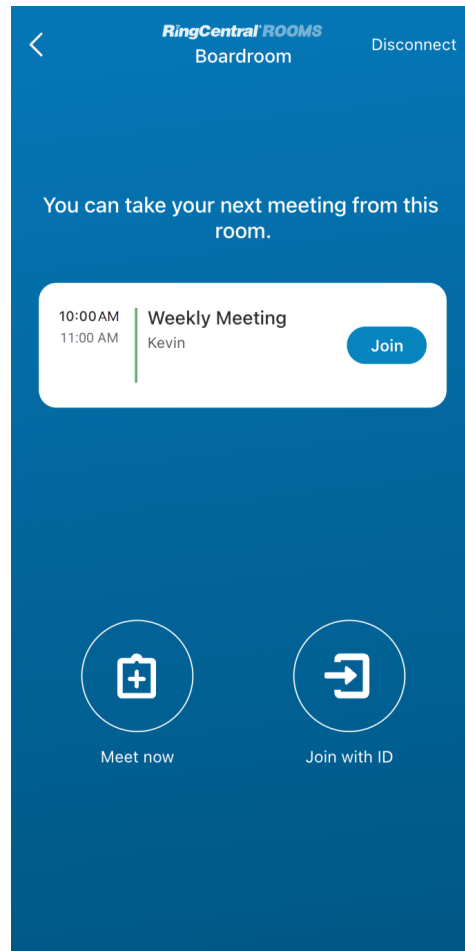 RingCentral ROOMS
Boardroom
Disconnect
You can take your next meeting from this
room.
10:00 AM
11:00 AM
Weekly Meeting
Kevin
Join
Meet now
Join with ID